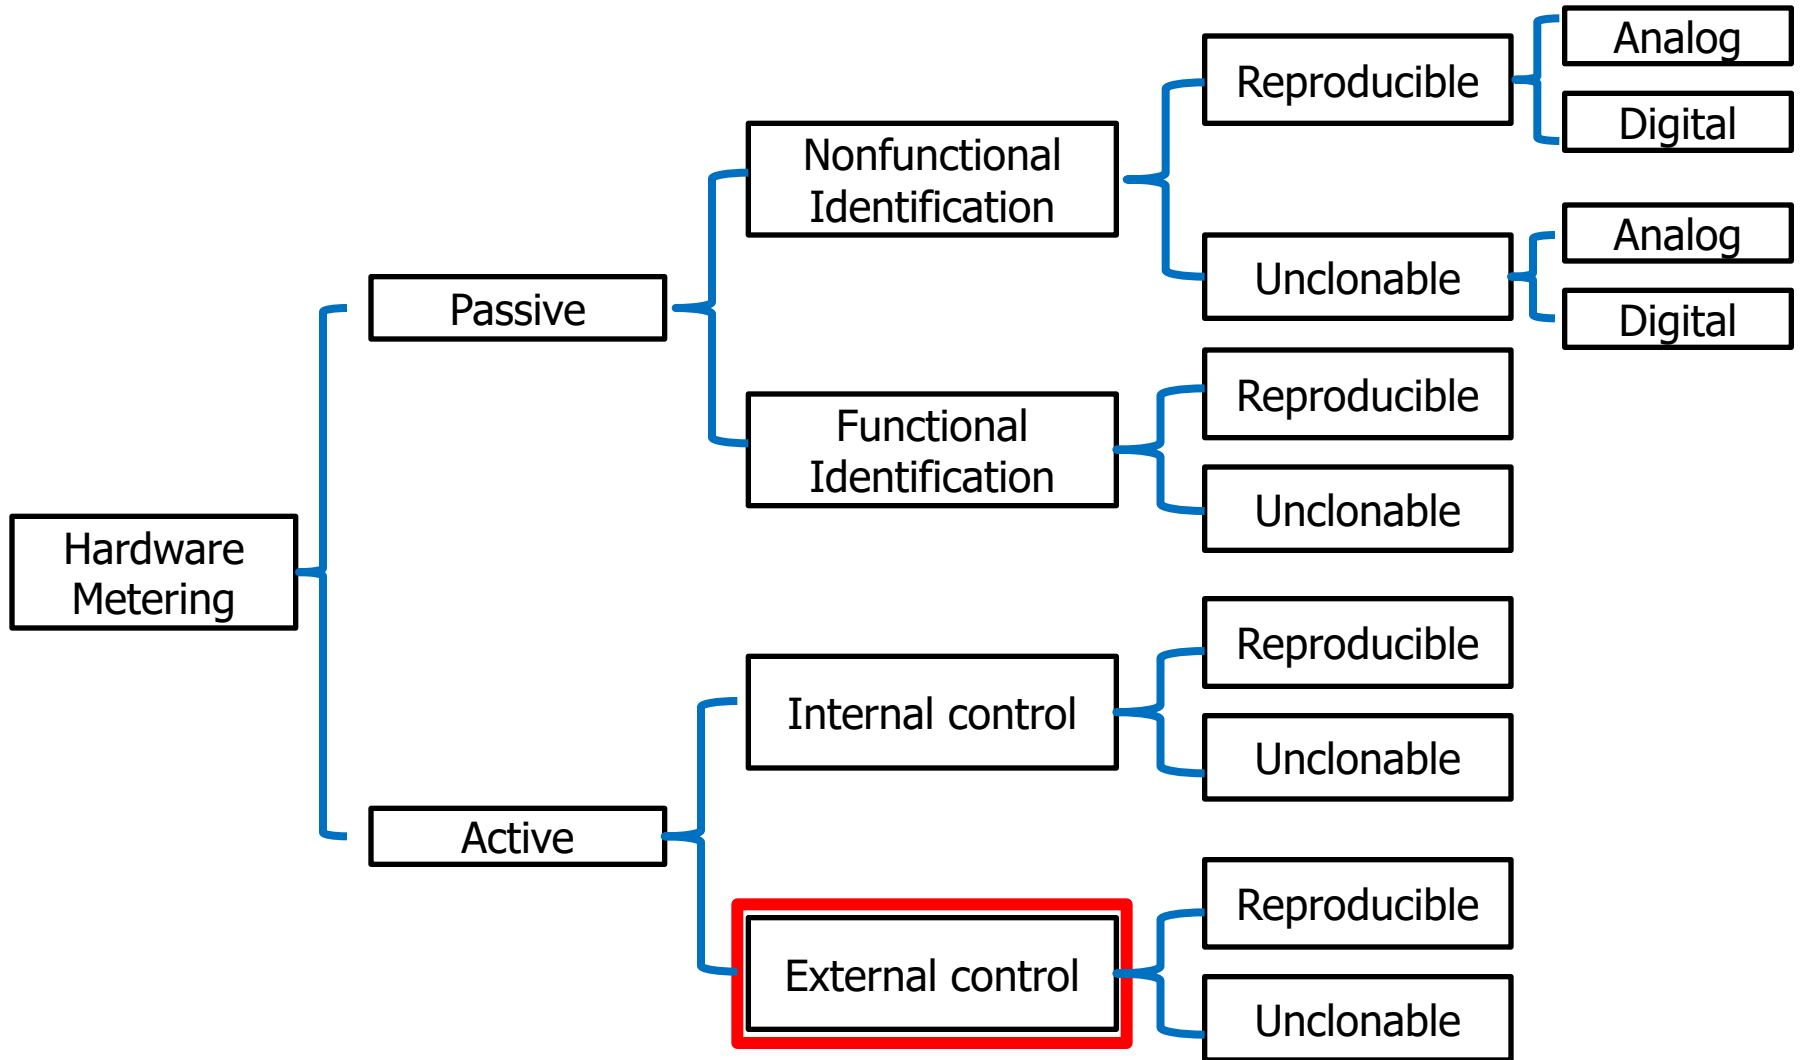 Hardware
Metering
Passive
Nonfunctional
Identification
Reproducible
Analog
Digital
Unclonable
Analog
Digital
Functional
Identification
Reproducible
Unclonable
Active
Internal control
Reproducible
Unclonable
External control
Reproducible
Unclonable